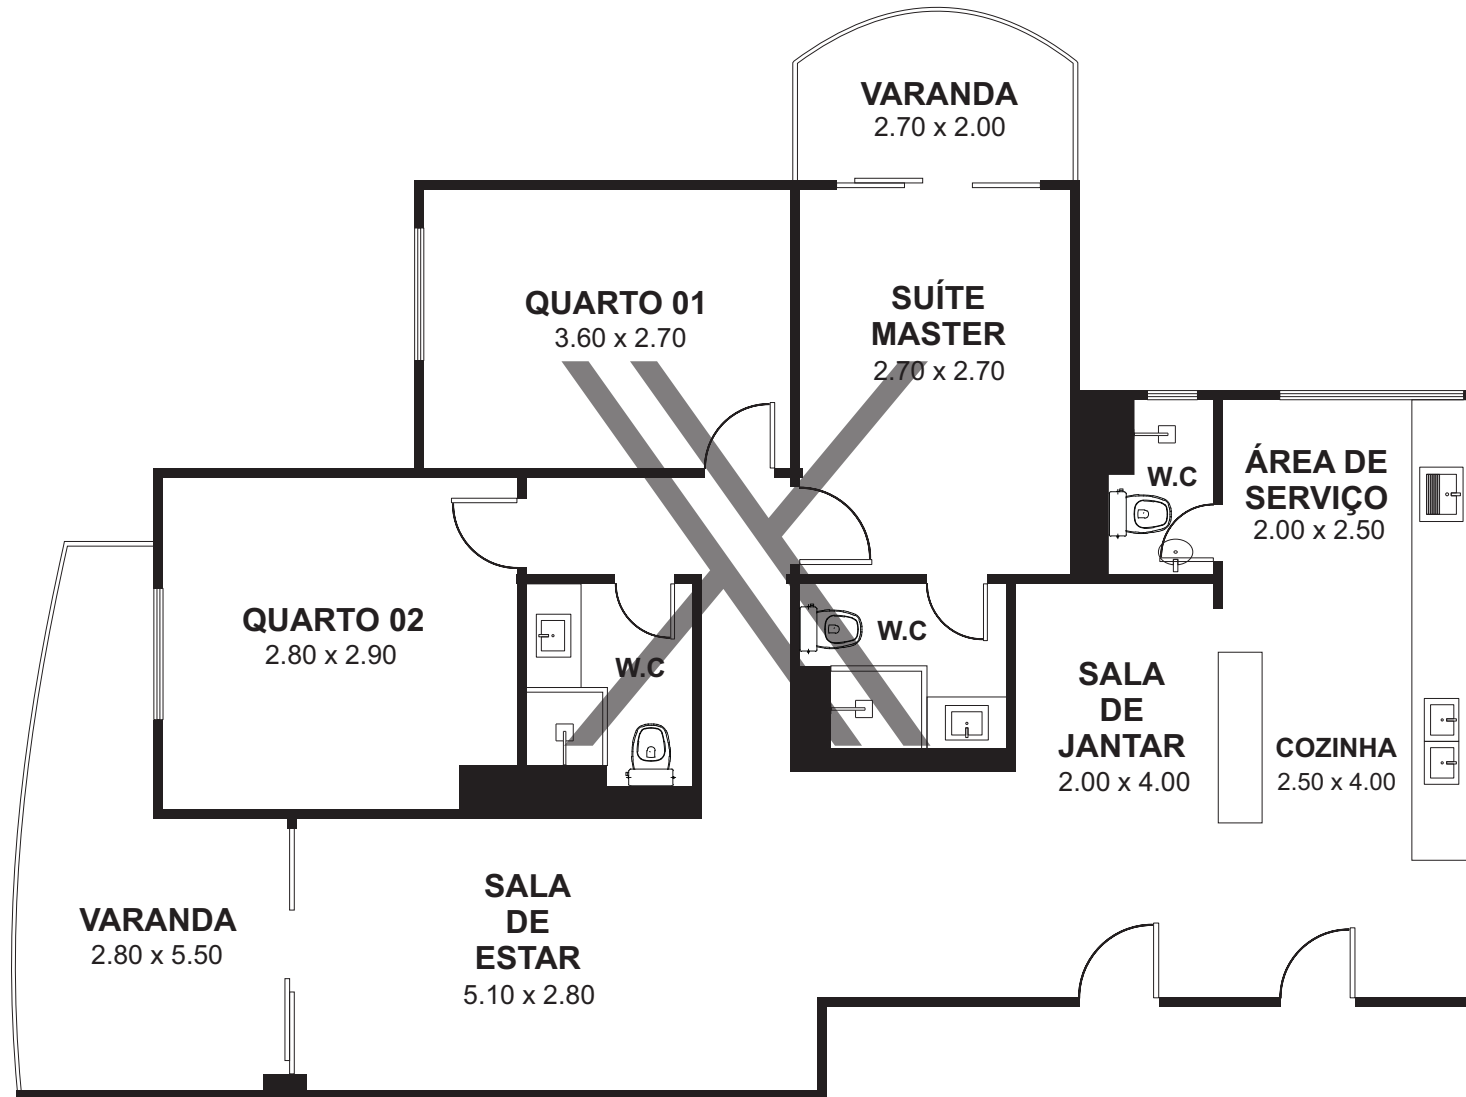 VARANDA
2.70 x 2.00
QUARTO 01
3.60 x 2.70
SUÍTE
MASTER
2.70 x 2.70
W.C
ÁREA DE
SERVIÇO
2.00 x 2.50
QUARTO 02
2.80 x 2.90
W.C
W.C
SALA
DE
JANTAR
2.00 x 4.00
COZINHA
2.50 x 4.00
VARANDA
2.80 x 5.50
SALA
DE
ESTAR
5.10 x 2.80